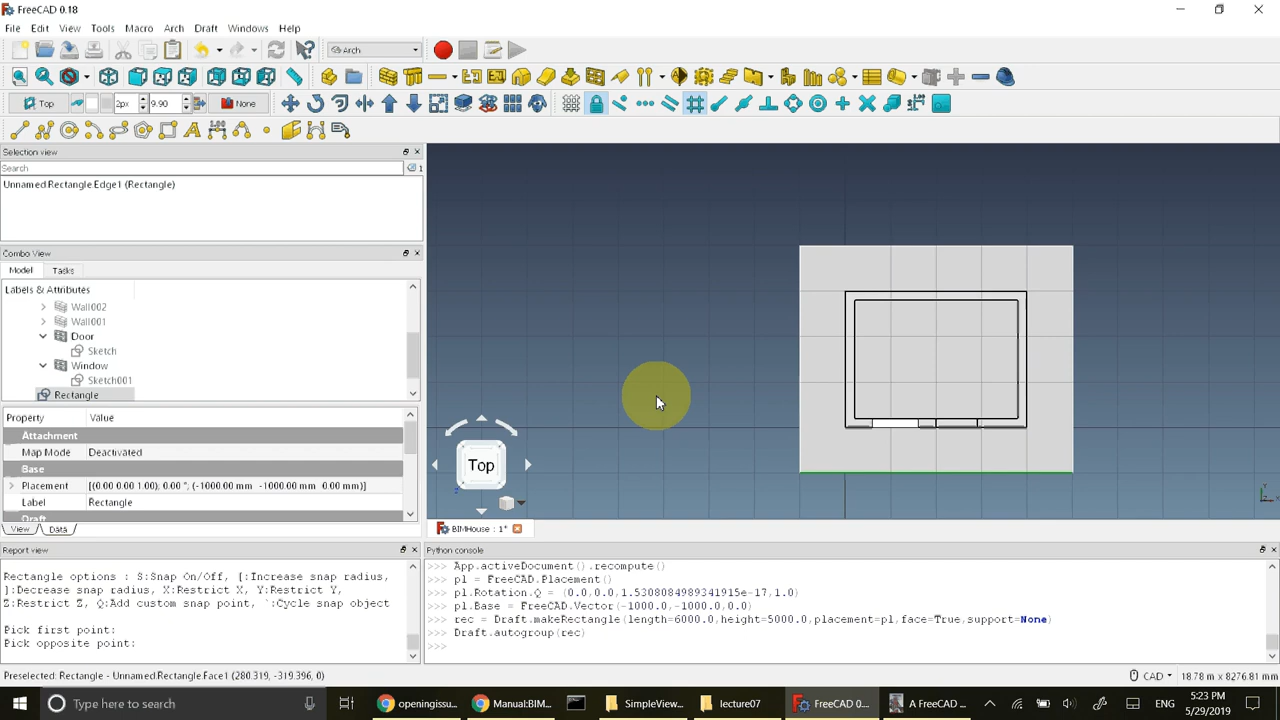 FreeCAD 0.18
File Edit View Tools Macro Arch Draft Windows Help
Arch
Top 2px 9.90 None
Selection view
Search 1
Unnamed.Rectangle.Edge1 (Rectangle)
Combo View
Model Tasks
Labels & Attributes
Wall002
Wall001
Door
Sketch
Window
Sketch001
Rectangle
Property Value
Attachment
Map Mode Deactivated
Base
Placement [(0.00 0.00 1.00); 0.00 °; (-1000.00 mm -1000.00 mm 0.00 mm)]
Label Rectangle
Draft
View Data
Top
BIMHouse : 1*
Report view
Rectangle options : S:Snap On/Off, [:Increase snap radius,
]:Decrease snap radius, X:Restrict X, Y:Restrict Y,
Z:Restrict Z, Q:Add custom snap point, `:Cycle snap object
Pick first point:
Pick opposite point:
Python console
>>> App.activeDocument().recompute()
>>> pl = FreeCAD.Placement()
>>> pl.Rotation.Q = (0.0,0.0,1.5308084989341915e-17,1.0)
>>> pl.Base = FreeCAD.Vector(-1000.0,-1000.0,0.0)
>>> rec = Draft.makeRectangle(length=6000.0,height=5000.0,placement=pl,face=True,support=None)
>>> Draft.autogroup(rec)
>>>
Preselected: Rectangle - Unnamed.Rectangle.Face1 (280.319, -319.396, 0) CAD 18.78 m x 8276.81 mm
Type here to search openingissu... Manual:BIM... SimpleView... lecture07 FreeCAD 0... A FreeCAD ... ENG 5:23 PM
5/29/2019